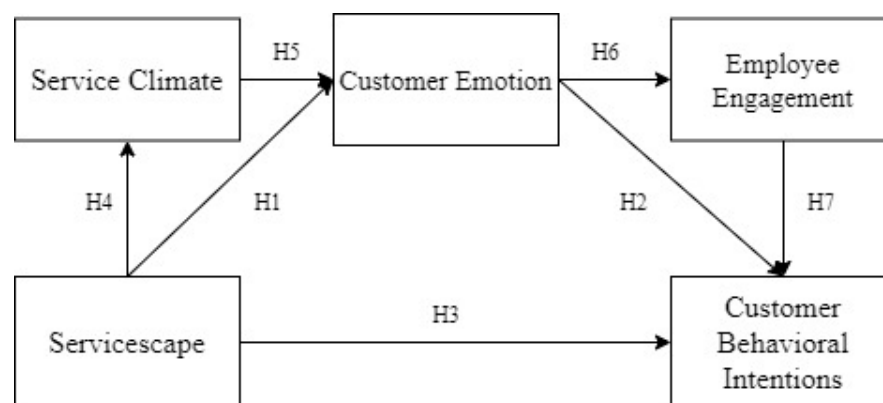 H5
H6
Service Climate
Customer Emotion
Employee
Engagement
H4
H1
H2
H7
Servicescape
H3
Customer
Behavioral
Intentions